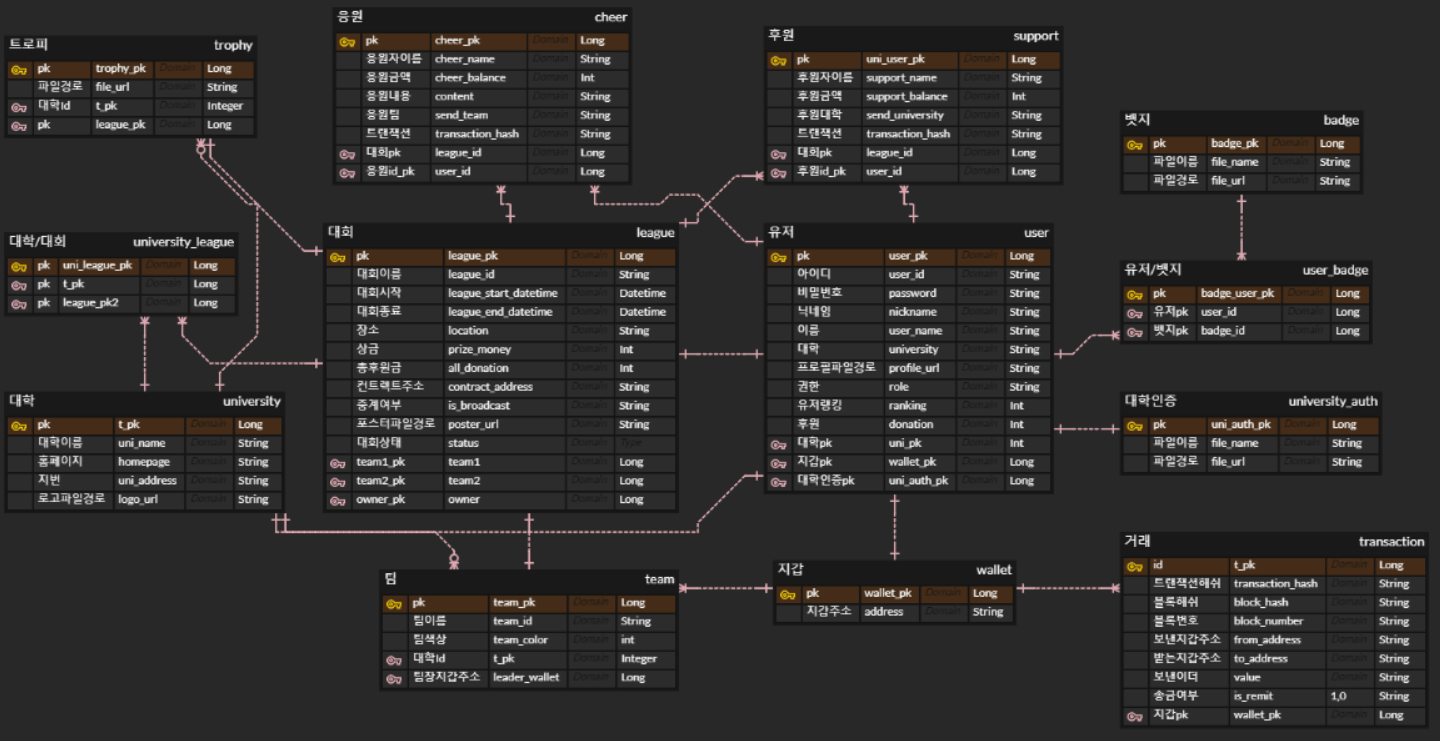 트로피 trophy
pk trophy_pk Domain Long
파일경로 file_url Domain String
대학Id t_pk Domain Integer
pk league_pk Domain Long
응원 cheer
pk cheer_pk Domain Long
응원자이름 cheer_name Domain String
응원금액 cheer_balance Domain Int
응원내용 content Domain String
응원팀 send_team Domain String
트랜잭션 transaction_hash Domain String
대회pk league_id Domain Long
응원id_pk user_id Domain Long
후원 support
pk uni_user_pk Domain Long
후원자이름 support_name Domain String
후원금액 support_balance Domain Int
후원대학 send_university Domain String
트랜잭션 transaction_hash Domain String
대회pk league_id Domain Long
후원id_pk user_id Domain Long
뱃지 badge
pk badge_pk Domain Long
파일이름 file_name Domain String
파일경로 file_url Domain String
대학/대회 university_league
pk uni_league_pk Domain Long
pk t_pk Domain Long
pk league_pk2 Domain Long
대회 league
pk league_pk Domain Long
대회이름 league_id Domain String
대회시작 league_start_datetime Domain Datetime
대회종료 league_end_datetime Domain Datetime
장소 location Domain String
상금 prize_money Domain Int
총후원금 all_donation Domain Int
컨트랙트주소 contract_address Domain String
중계여부 is_broadcast Domain String
포스터파일경로 poster_url Domain String
대회상태 status Domain Type
team1_pk team1 Domain Long
team2_pk team2 Domain Long
owner_pk owner Domain Long
유저 user
pk user_pk Domain Long
아이디 user_id Domain String
비밀번호 password Domain String
닉네임 nickname Domain String
이름 user_name Domain String
대학 university Domain String
프로필파일경로 profile_url Domain String
권한 role Domain String
유저랭킹 ranking Domain Int
후원 donation Domain Int
대학pk uni_pk Domain Int
지갑pk wallet_pk Domain Long
대학인증pk uni_auth_pk Domain Long
유저/뱃지 user_badge
pk badge_user_pk Domain Long
유저pk user_id Domain Long
뱃지pk badge_id Domain Long
대학 university
pk t_pk Domain Long
대학이름 uni_name Domain String
홈페이지 homepage Domain String
지번 uni_address Domain String
로고파일경로 logo_url Domain String
대학인증 university_auth
pk uni_auth_pk Domain Long
파일이름 file_name Domain String
파일경로 file_url Domain String
팀 team
pk team_pk Domain Long
팀이름 team_id Domain String
팀색상 team_color Domain int
대학Id t_pk Domain Integer
팀장지갑주소 leader_wallet Domain Long
지갑 wallet
pk wallet_pk Domain Long
지갑주소 address Domain String
거래 transaction
id t_pk Domain Long
트랜잭션해쉬 transaction_hash Domain String
블록해쉬 block_hash Domain String
블록번호 block_number Domain String
보낸지갑주소 from_address Domain String
받는지갑주소 to_address Domain String
보낸이더 value Domain String
송금여부 is_remit 1,0 String
지갑pk wallet_pk Domain Long